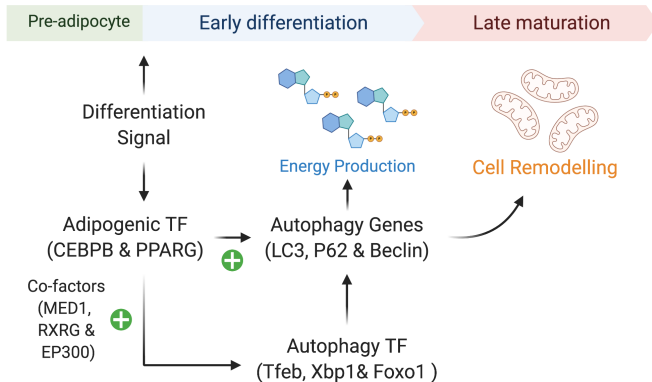 Pre-adipocyte
Early differentiation
Late maturation
Differentiation
Signal
Energy Production
Cell Remodelling
Adipogenic TF
(CEBPB & PPARG)
Autophagy Genes
(LC3, P62 & Beclin)
Co-factors
(MED1,
RXRG &
EP300)
Autophagy TF
(Tfeb, Xbp1& Foxo1 )